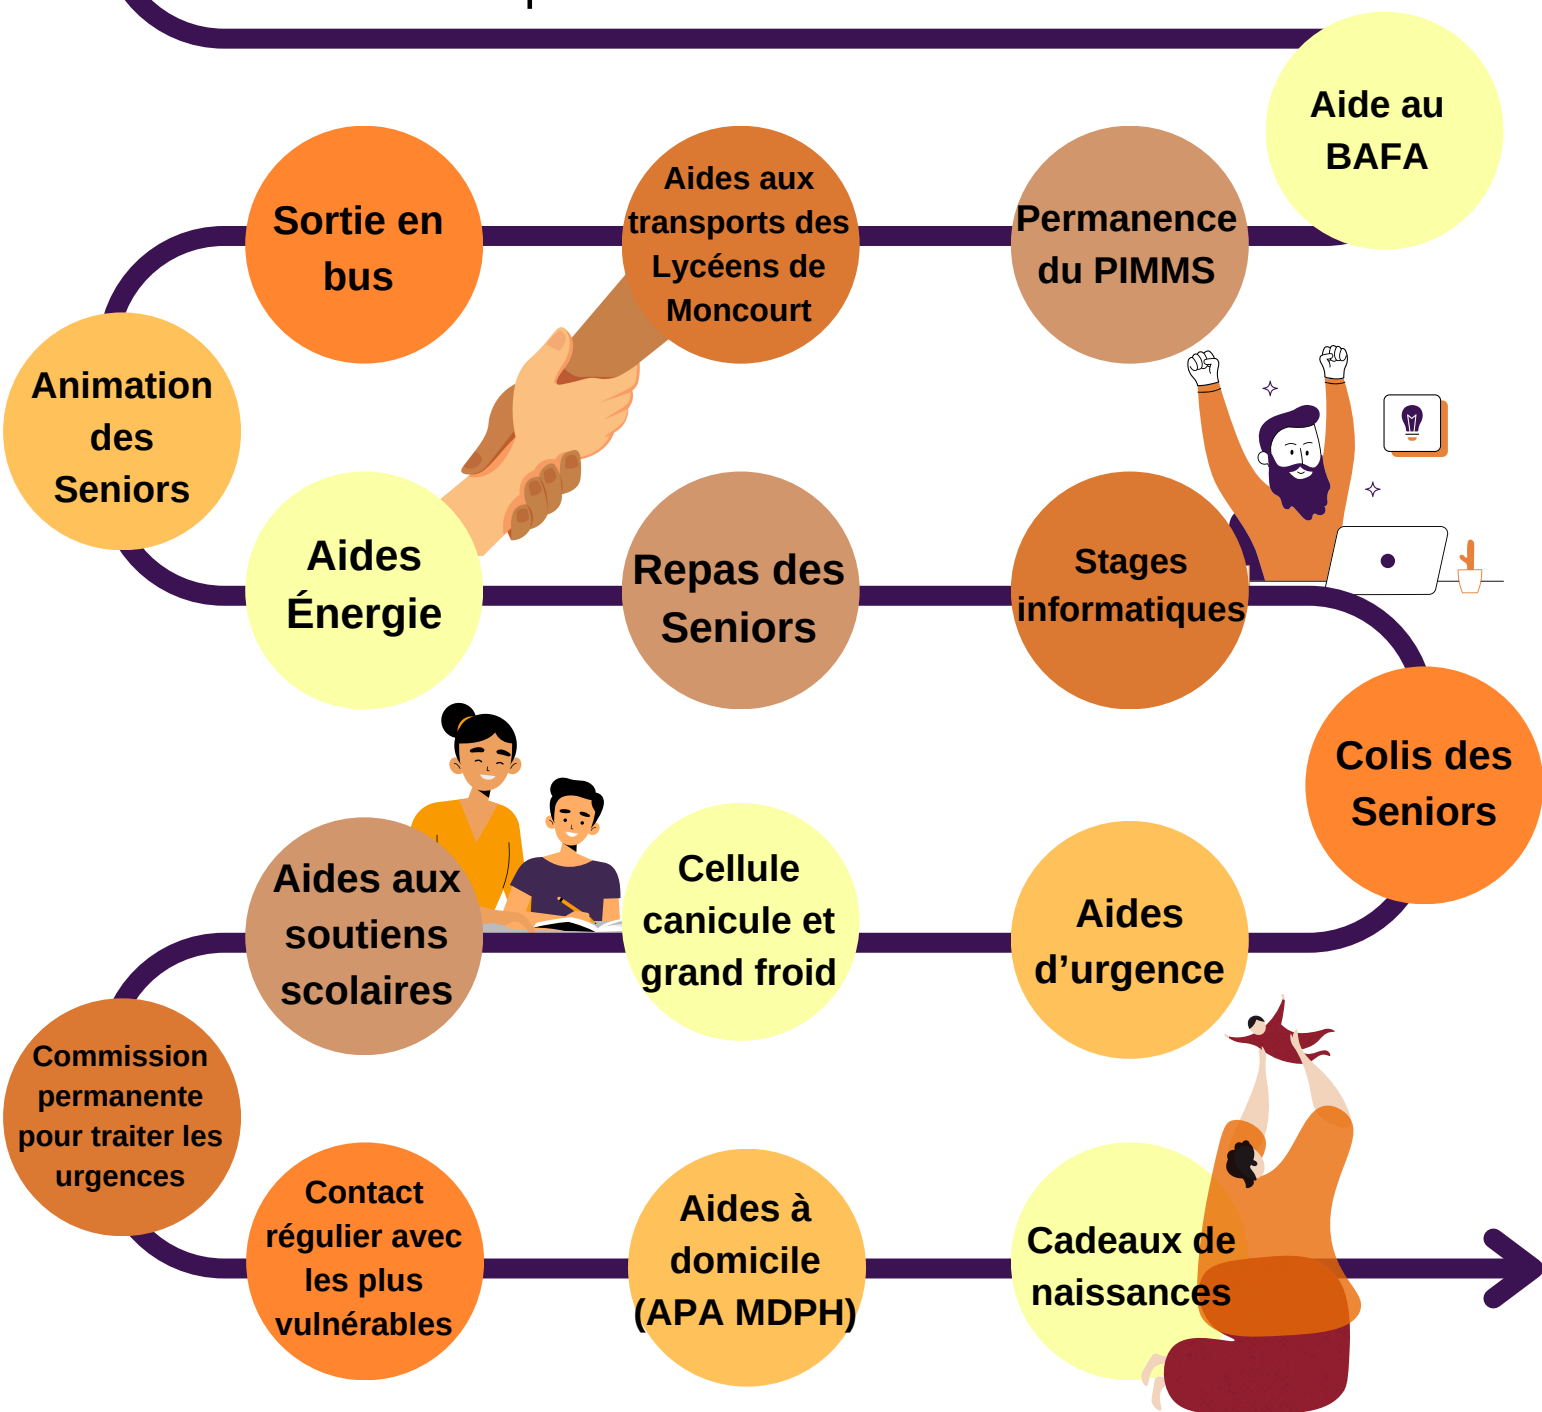 Aide au
BAFA
Permanence
du PIMMS
Aides aux
transports des
Lycéens de
Moncourt
Sortie en
bus
Animation
des
Seniors
Aides
Énergie
Repas des
Seniors
Stages
informatiques
Colis des
Seniors
Aides
d’urgence
Cellule
canicule et
grand froid
Aides aux
soutiens
scolaires
Commission
permanente
pour traiter les
urgences
Contact
régulier avec
les plus
vulnérables
Aides à
domicile
(APA MDPH)
Cadeaux de
naissances